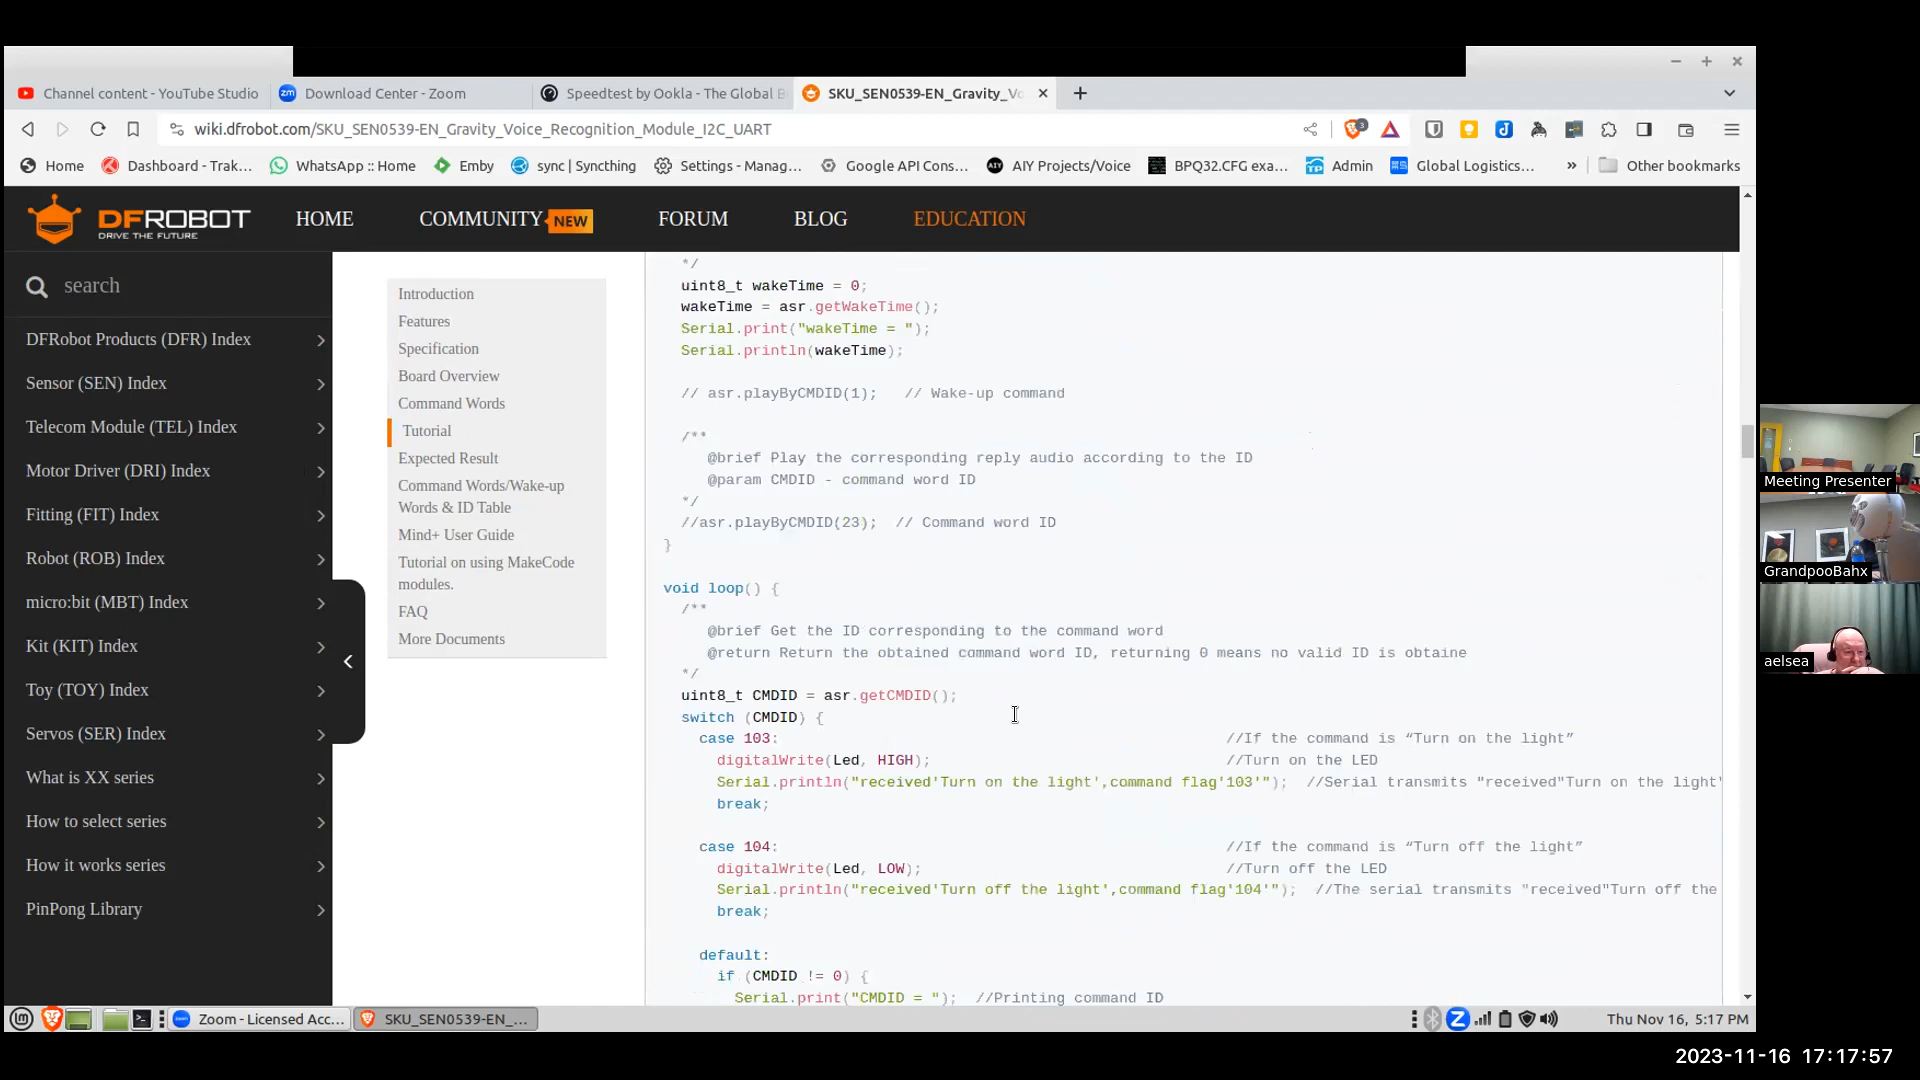 Channel content - YouTube Studio
Download Center - Zoom
Speedtest by Ookla - The Global B
SKU_SEN0539-EN_Gravity_Vo
wiki.dfrobot.com/SKU_SEN0539-EN_Gravity_Voice_Recognition_Module_I2C_UART
3
Home
Dashboard - Trak...
WhatsApp :: Home
Emby
sync | Syncthing
Settings - Manag...
Google API Cons...
AIY Projects/Voice
BPQ32.CFG exa...
Admin
Global Logistics...
»
Other bookmarks
DFROBOT
DRIVE THE FUTURE
HOME
COMMUNITY NEW
FORUM
BLOG
EDUCATION
search
DFRobot Products (DFR) Index
Sensor (SEN) Index
Telecom Module (TEL) Index
Motor Driver (DRI) Index
Fitting (FIT) Index
Robot (ROB) Index
micro:bit (MBT) Index
Kit (KIT) Index
Toy (TOY) Index
Servos (SER) Index
What is XX series
How to select series
How it works series
PinPong Library
Introduction
Features
Specification
Board Overview
Command Words
Tutorial
Expected Result
Command Words/Wake-up
Words & ID Table
Mind+ User Guide
Tutorial on using MakeCode
modules.
FAQ
More Documents
*/
uint8_t wakeTime = 0;
wakeTime = asr.getWakeTime();
Serial.print("wakeTime = ");
Serial.println(wakeTime);
// asr.playByCMDID(1);   // Wake-up command
/**
@brief Play the corresponding reply audio according to the ID
@param CMDID - command word ID
*/
//asr.playByCMDID(23);  // Command word ID
}
void loop() {
/**
@brief Get the ID corresponding to the command word
@return Return the obtained command word ID, returning 0 means no valid ID is obtaine
*/
uint8_t CMDID = asr.getCMDID();
switch (CMDID) {
case 103:                                                  //If the command is “Turn on the light”
digitalWrite(Led, HIGH);                                 //Turn on the LED
Serial.println("received'Turn on the light',command flag'103'");  //Serial transmits "received"Turn on the light'
break;
case 104:                                                  //If the command is “Turn off the light”
digitalWrite(Led, LOW);                                  //Turn off the LED
Serial.println("received'Turn off the light',command flag'104'");  //The serial transmits "received"Turn off the
break;
default:
if (CMDID != 0) {
Serial.print("CMDID = ");  //Printing command ID
Meeting Presenter
GrandpooBahx
aelsea
Zoom - Licensed Acc...
SKU_SEN0539-EN_...
Thu Nov 16, 5:17 PM
2023-11-16 17:17:57